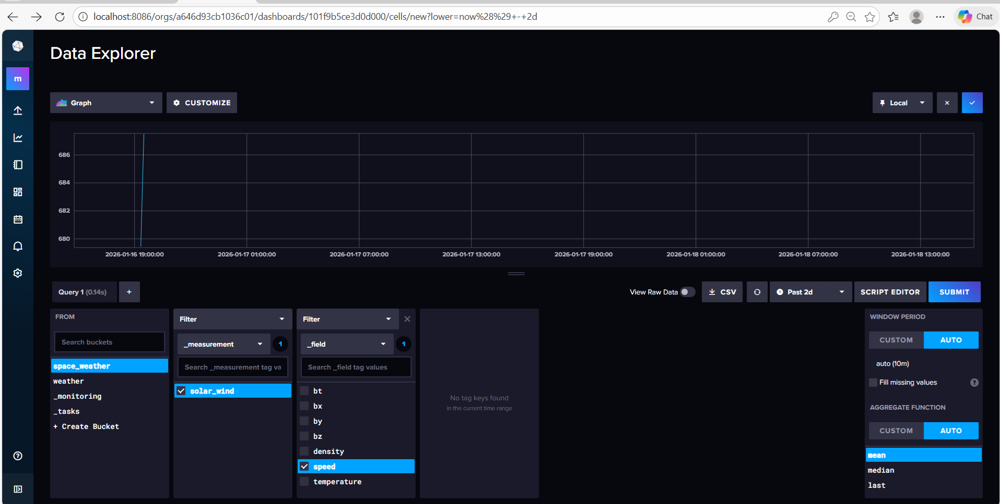 localhost:8086/orgs/a646d93cb1036c01/dashboards/101f9b5ce3d0d000/cells/new?lower=now%28%29+-+2d
Chat
Data Explorer
m
Graph
CUSTOMIZE
Local
686
684
682
680
2026-01-16 19:00:00
2026-01-17 01:00:00
2026-01-17 07:00:00
2026-01-17 13:00:00
2026-01-17 19:00:00
2026-01-18 01:00:00
2026-01-18 07:00:00
2026-01-18 13:00:00
Query 1 (0.14s)
+
View Raw Data
CSV
Past 2d
SCRIPT EDITOR
SUBMIT
FROM
Search buckets
space_weather
weather
_monitoring
_tasks
+ Create Bucket
Filter
_measurement
1
Search _measurement tag va
solar_wind
Filter
_field
1
Search _field tag values
bt
bx
by
bz
density
speed
temperature
No tag keys found
in the current time range
WINDOW PERIOD
CUSTOM
AUTO
auto (10m)
Fill missing values
?
AGGREGATE FUNCTION
CUSTOM
AUTO
mean
median
last